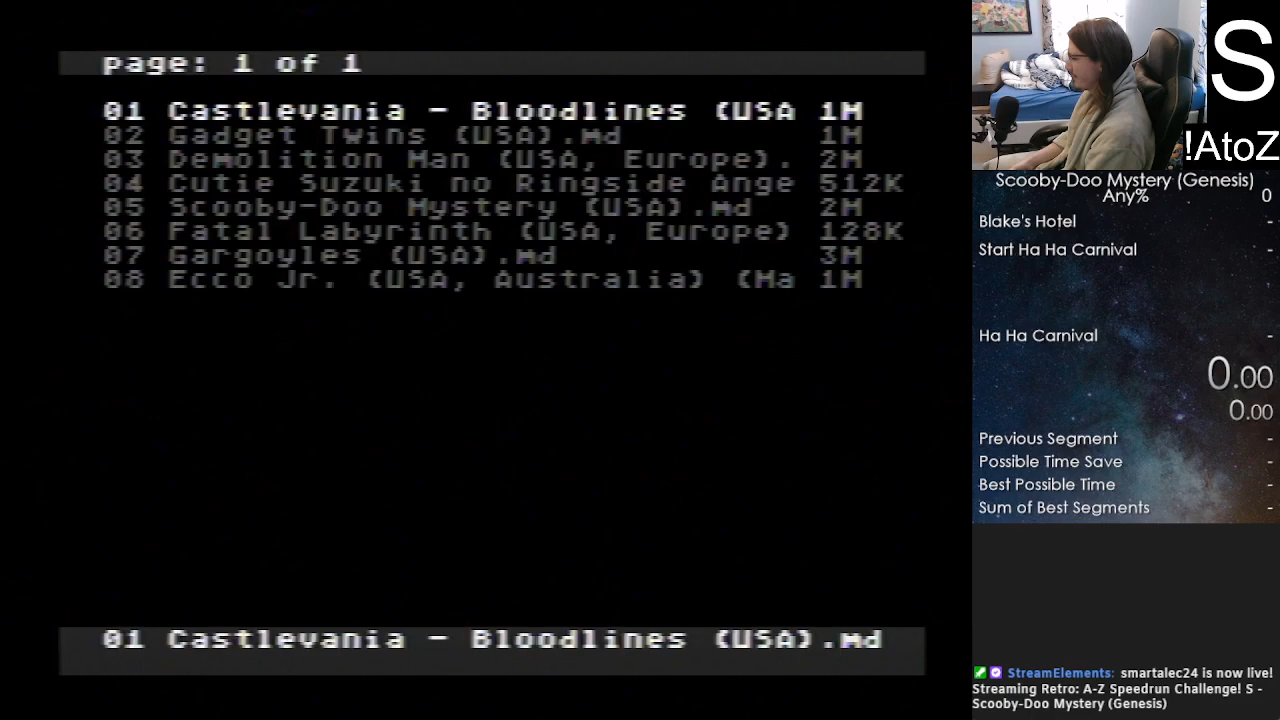 page: 1 of 1
01 Castlevania - Bloodlines (USA 1M
02 Gadget Twins (USA).md 1M
03 Demolition Man (USA, Europe). 2M
04 Cutie Suzuki no Ringside Ange 512K
05 Scooby-Doo Mystery (USA).md 2M
06 Fatal Labyrinth (USA, Europe) 128K
07 Gargoyles (USA).md 3M
08 Ecco Jr. (USA, Australia) (Ma 1M
01 Castlevania - Bloodlines (USA).md
S
!AtoZ
Scooby-Doo Mystery (Genesis)
Any% 0
Blake's Hotel -
Start Ha Ha Carnival -
-
Ha Ha Carnival -
0.00
0.00
Previous Segment -
Possible Time Save -
Best Possible Time -
Sum of Best Segments -
StreamElements: smartalec24 is now live!
Streaming Retro: A-Z Speedrun Challenge! S -
Scooby-Doo Mystery (Genesis)